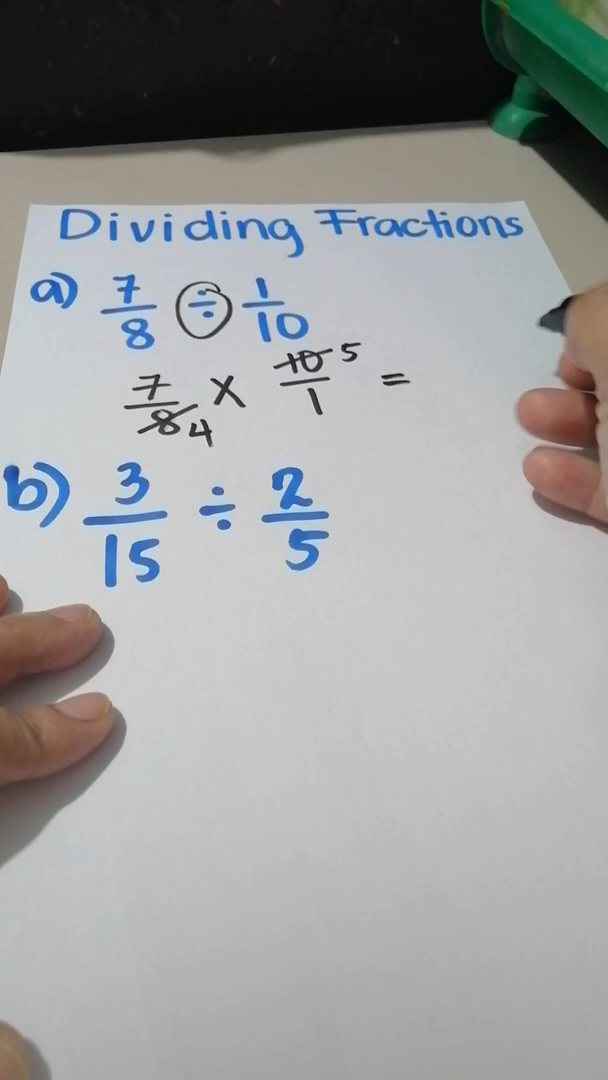 Dividing Fractions
a) 7/8 ÷ 1/10
7/8 4 x 10 5/1 =
b) 3/15 ÷ 2/5